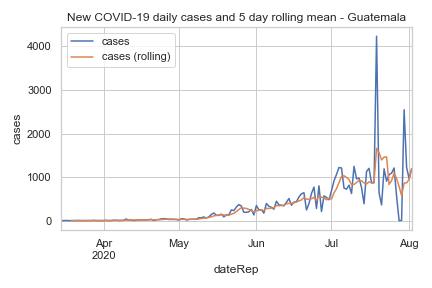 New COVID-19 daily cases and 5 day rolling mean - Guatemala
cases
cases (rolling)
cases
4000
3000
2000
1000
0
Apr
2020
May
Jun
Jul
Aug
dateRep